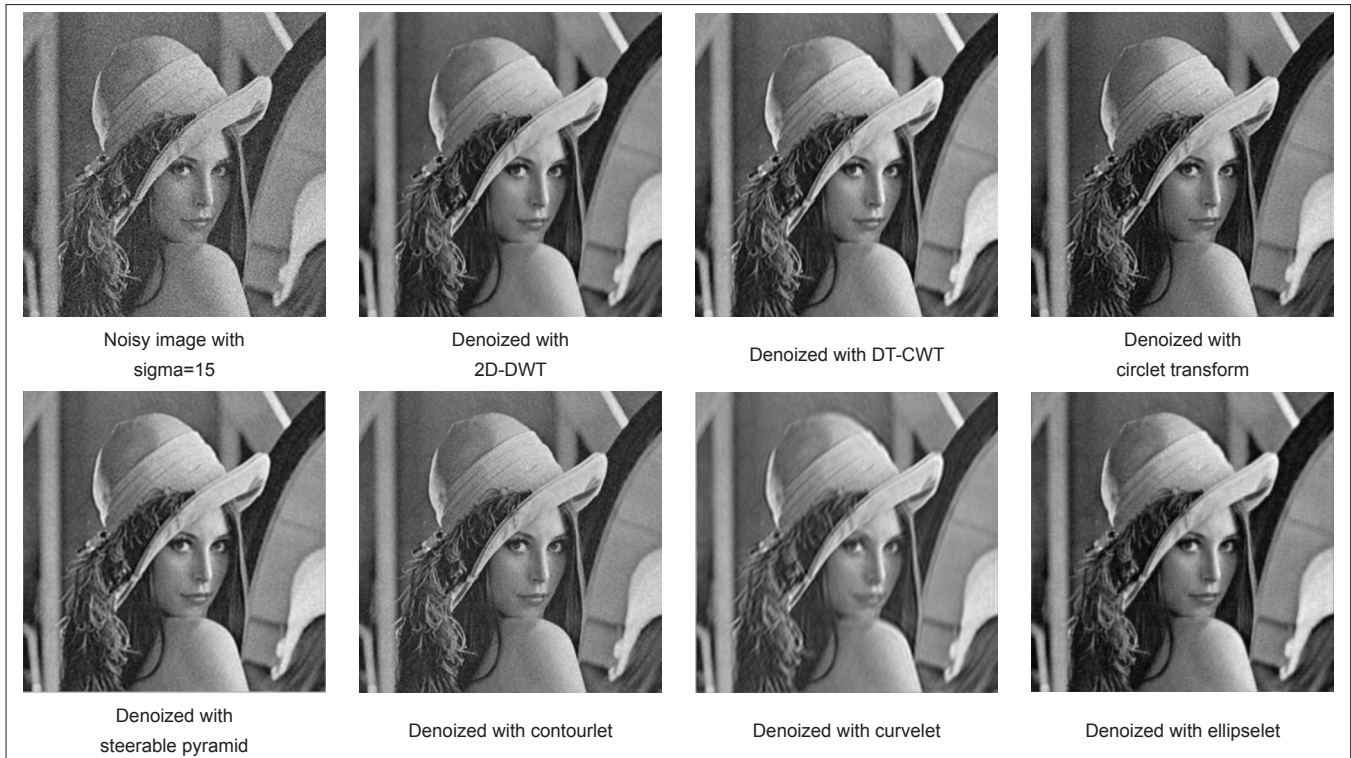 Noisy image with
sigma=15
Denoized with
2D-DWT
Denoized with DT-CWT
Denoized with
circlet transform
Denoized with
steerable pyramid
Denoized with contourlet
Denoized with curvelet
Denoized with ellipselet